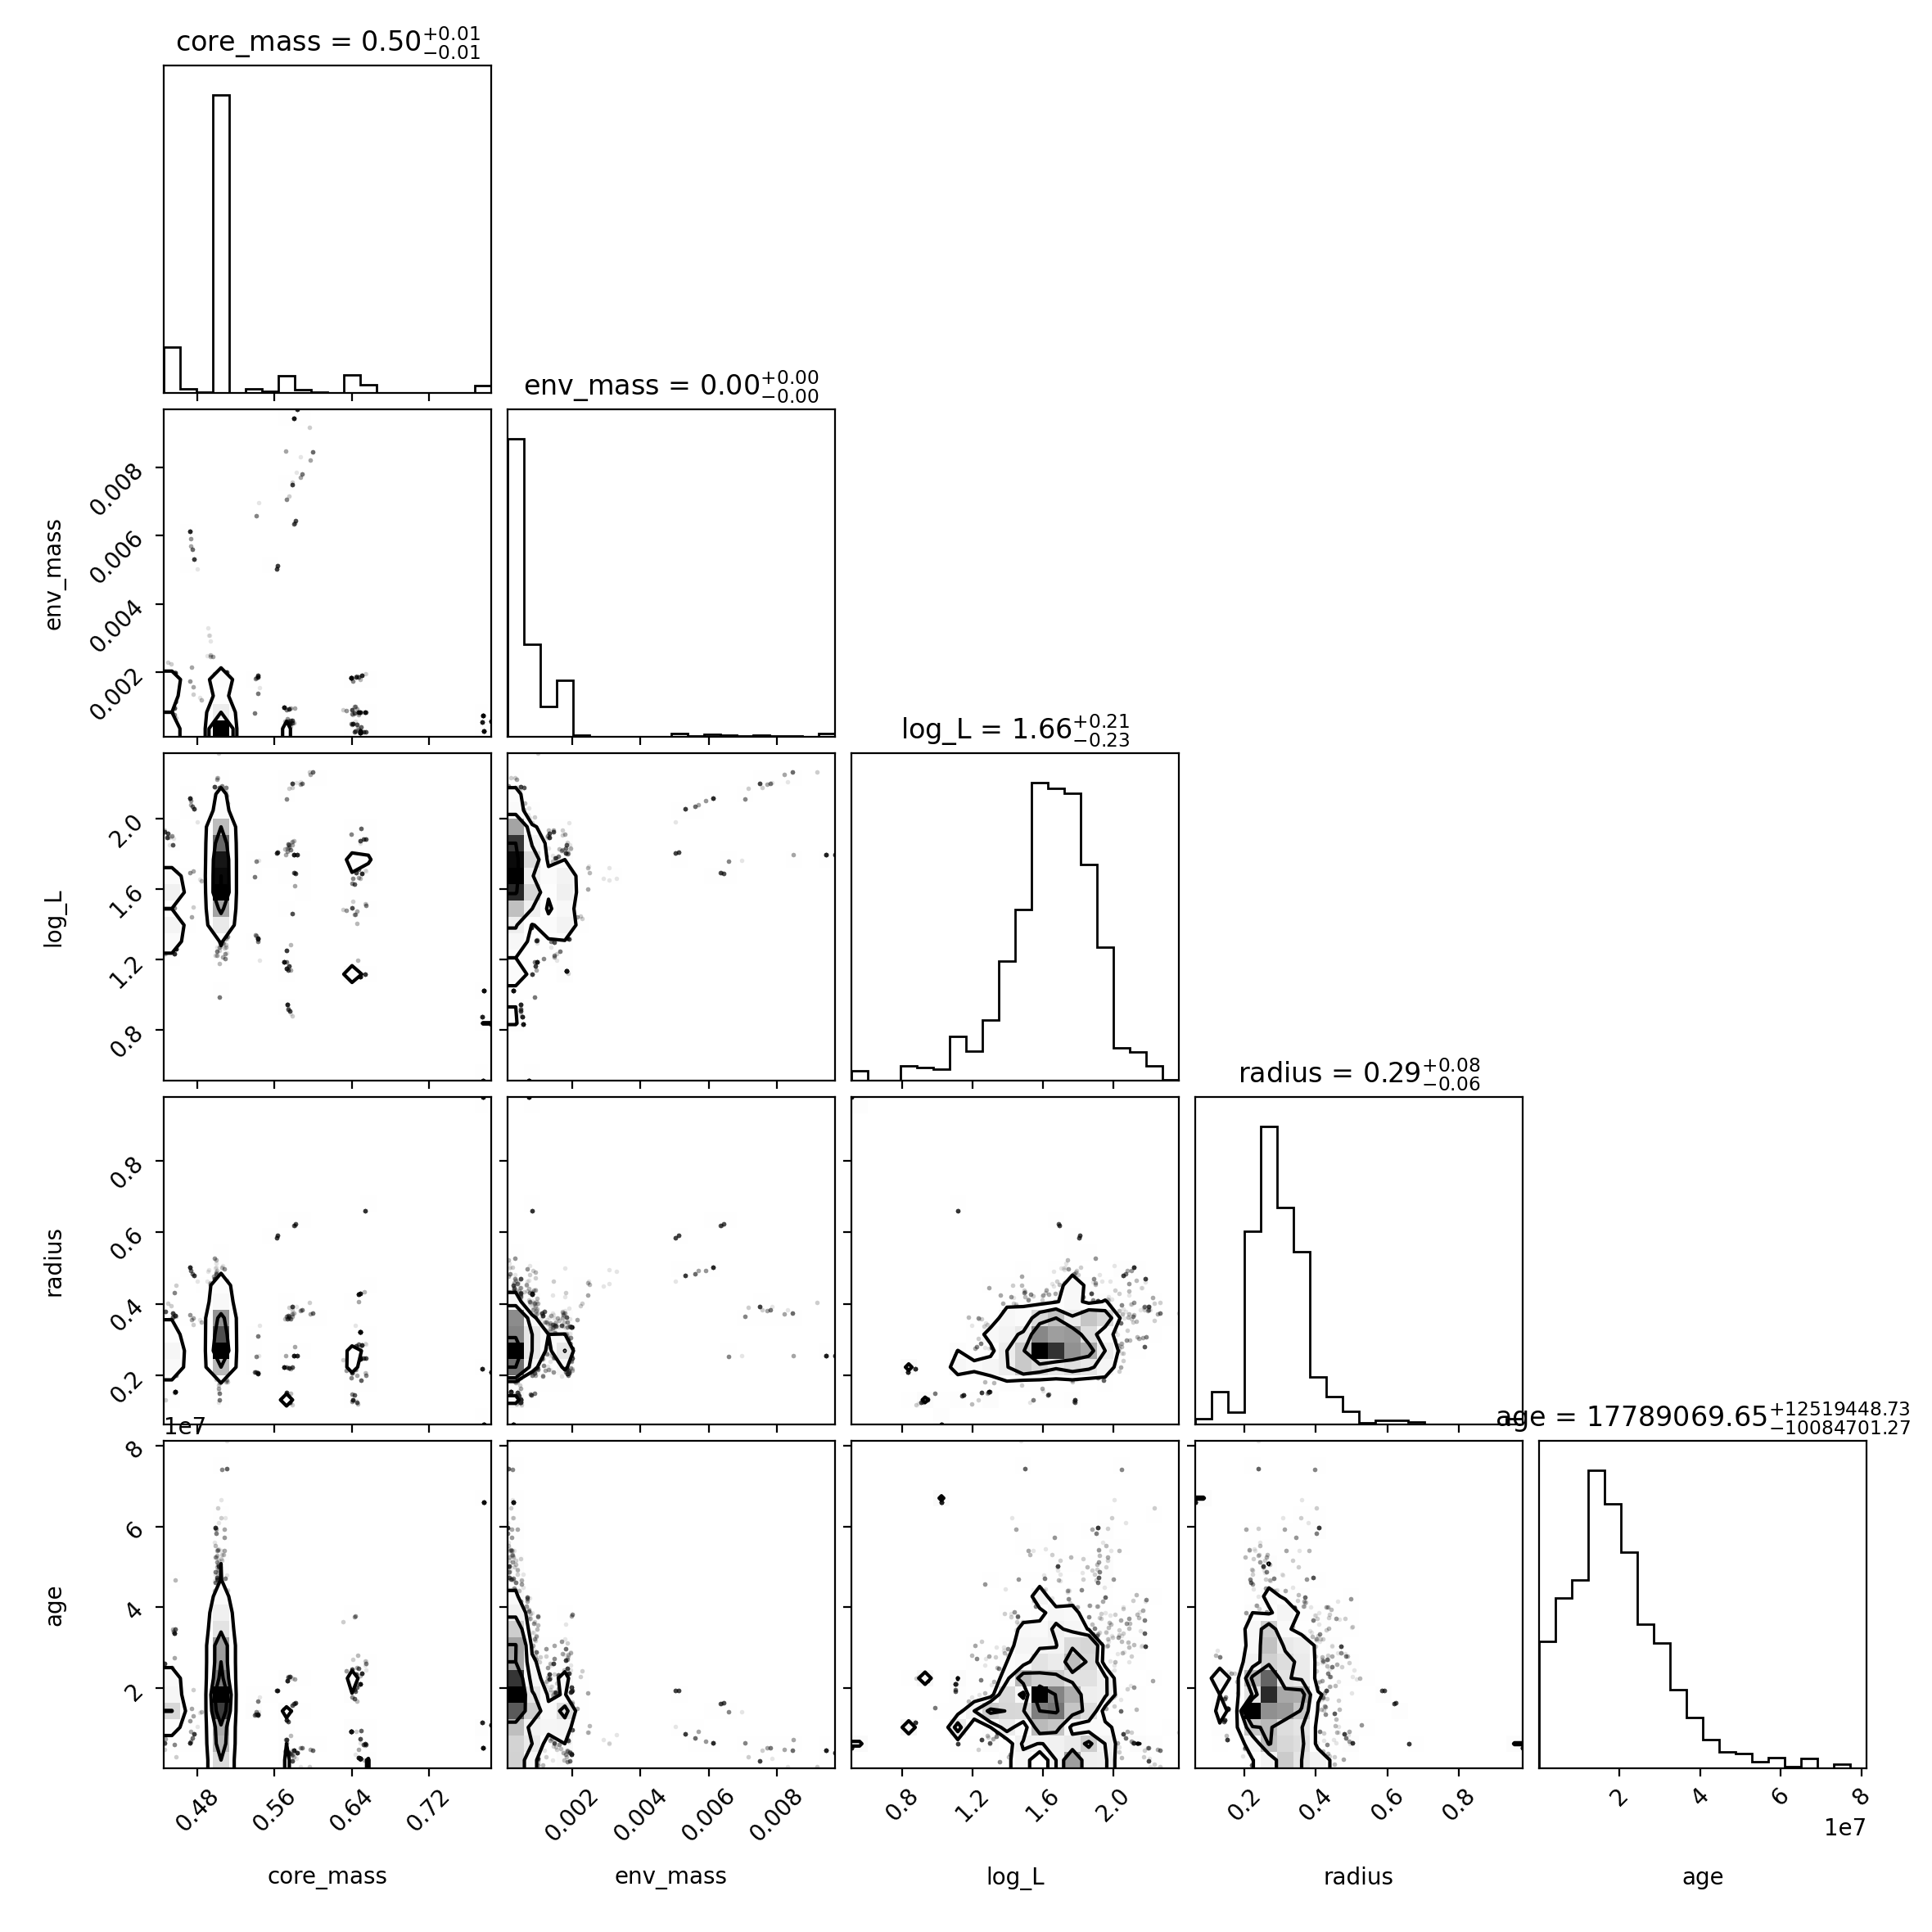 core_mass = 0.50+0.01 −0.01
env_mass = 0.00+0.00 −0.00
0.008
0.006
0.004
0.002
env_mass
log_L = 1.66+0.21 −0.23
2.0
1.6
1.2
0.8
log_L
radius = 0.29+0.08 −0.06
0.8
0.6
0.4
0.2
radius
age = 17789069.65+12519448.73 −10084701.27
1e7
8
6
4
2
age
0.48 0.56 0.64 0.72
0.002 0.004 0.006 0.008
0.8 1.2 1.6 2.0
0.2 0.4 0.6 0.8
2 4 6 8
1e7
core_mass env_mass log_L radius age